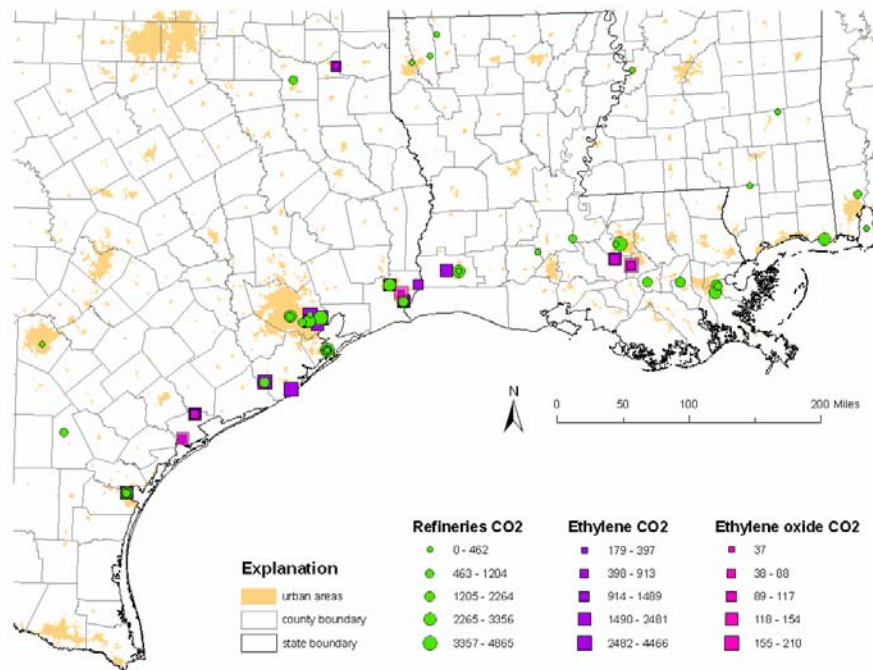 N
0 50 100 200 Miles
Explanation
urban areas
county boundary
state boundary
Refineries CO2
0 - 462
463 - 1204
1205 - 2264
2265 - 3356
3357 - 4865
Ethylene CO2
179 - 397
398 - 913
914 - 1489
1490 - 2481
2482 - 4466
Ethylene oxide CO2
37
38 - 88
89 - 117
118 - 154
155 - 210